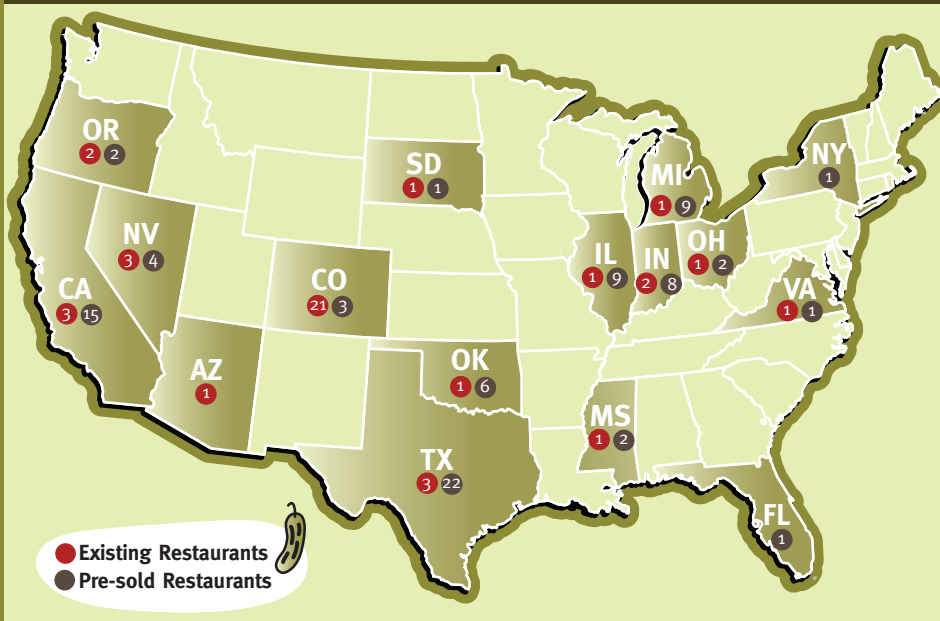 OR
2 2
SD
1 1
MI
1 9
NY
1
NV
3 4
IL
1 9
IN
2 8
OH
1 2
CO
21 3
VA
1 1
CA
3 15
AZ
1
OK
1 6
MS
1 2
TX
3 22
FL
1
Existing Restaurants
Pre-sold Restaurants